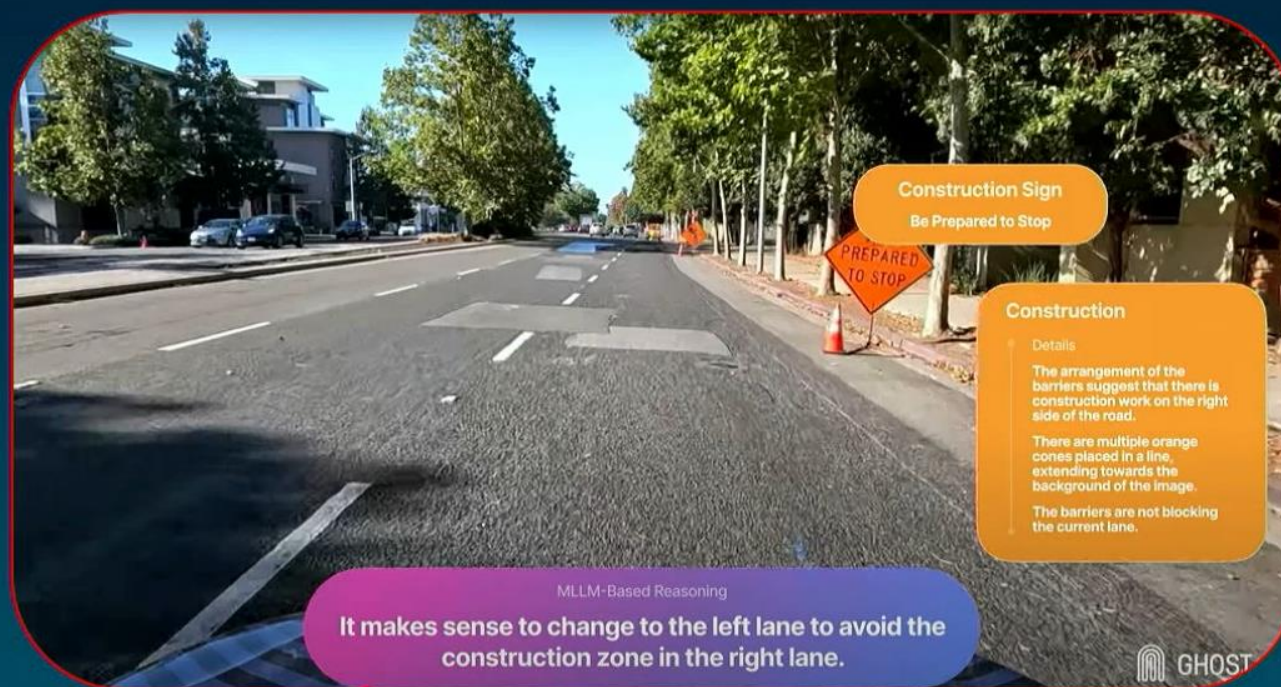 Construction Sign
Be Prepared to Stop
PREPARED
TO STOP
Construction
Details
The arrangement of the
barriers suggest that there is
construction work on the right
side of the road.
There are multiple orange
cones placed in a line,
extending towards the
background of the image.
The barriers are not blocking
the current lane.
MLLM-Based Reasoning
It makes sense to change to the left lane to avoid the
construction zone in the right lane.
GHOST